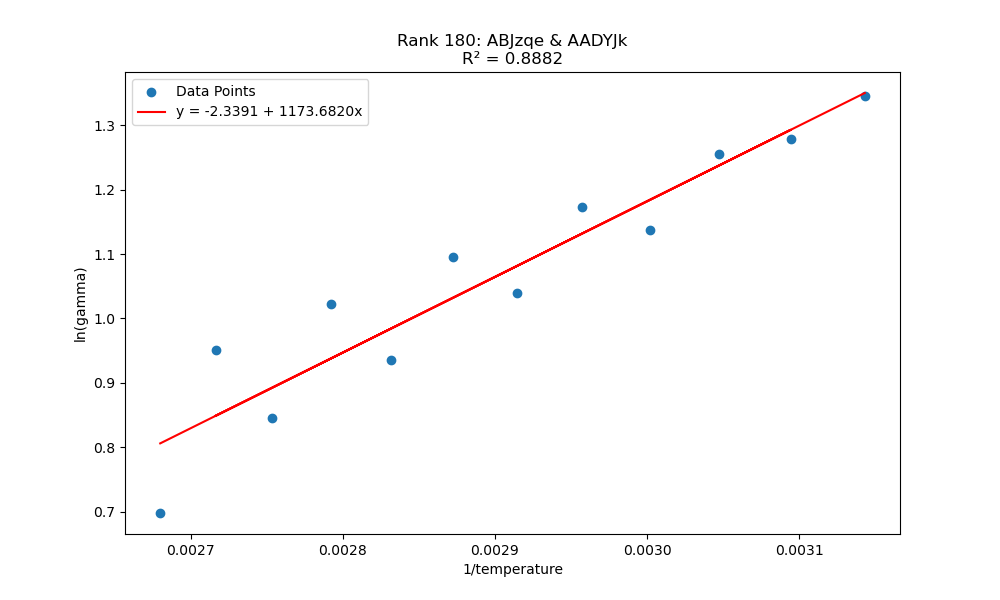 Rank 180: ABJzqe & AADYJk
R² = 0.8882
Data Points
y = -2.3391 + 1173.6820x
1.3
1.2
1.1
1.0
0.9
0.8
0.7
ln(gamma)
0.0027 0.0028 0.0029 0.0030 0.0031
1/temperature